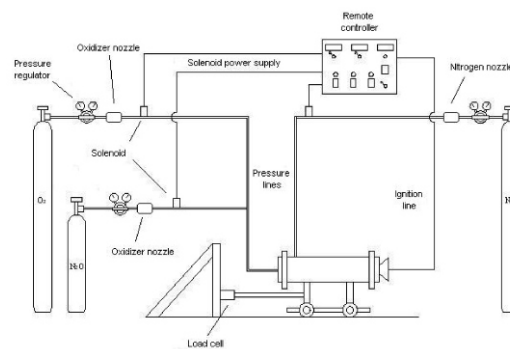 Remote
controller
Oxidizer nozzle
Pressure
regulator
Solenoid power supply
Nitrogen nozzle
Solenoid
O₂
Pressure
lines
Ignition
line
N₂O
Oxidizer nozzle
N
Load cell